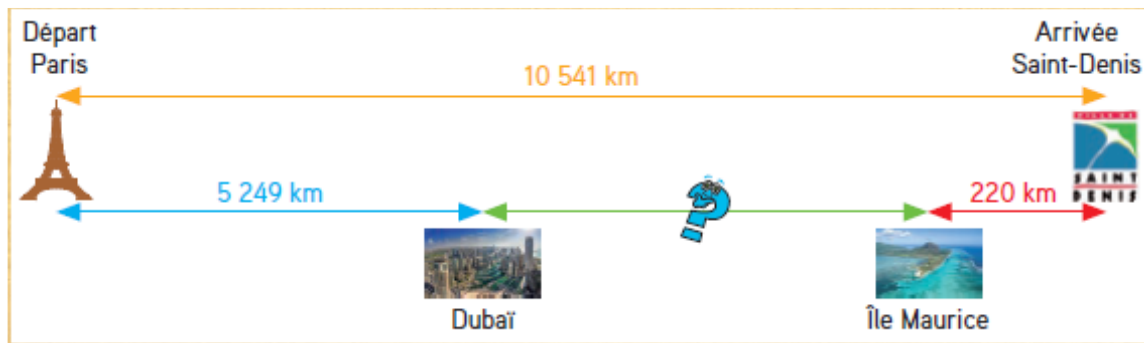 Départ
Paris
Arrivée
Saint-Denis
10 541 km
5 249 km
?
220 km
SAINT
DENIS
Dubaï
Île Maurice